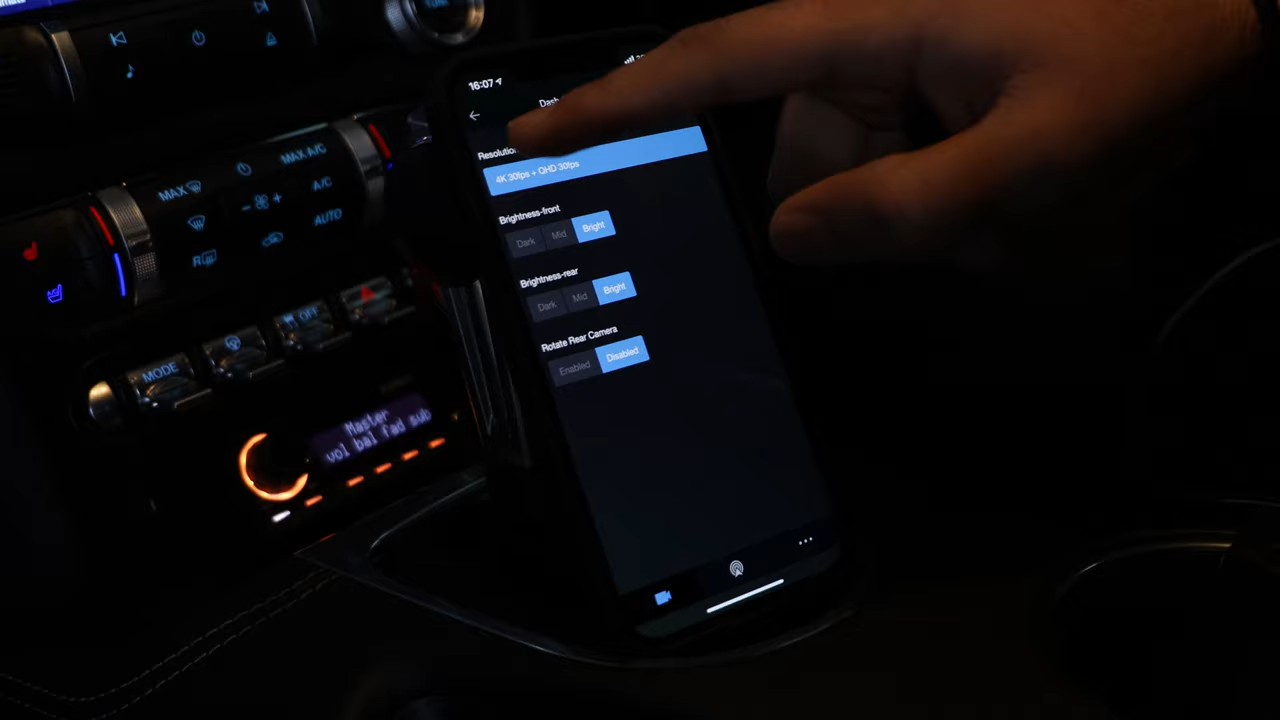 16:07
Resolution
4K 30fps + QHD 30fps
Brightness-front
Dark Mid Bright
Brightness-rear
Dark Mid Bright
Rotate Rear Camera
Enabled Disabled
MAX
MAX A/C
A/C
AUTO
R
OFF
MODE
Master
vol bal fad sub